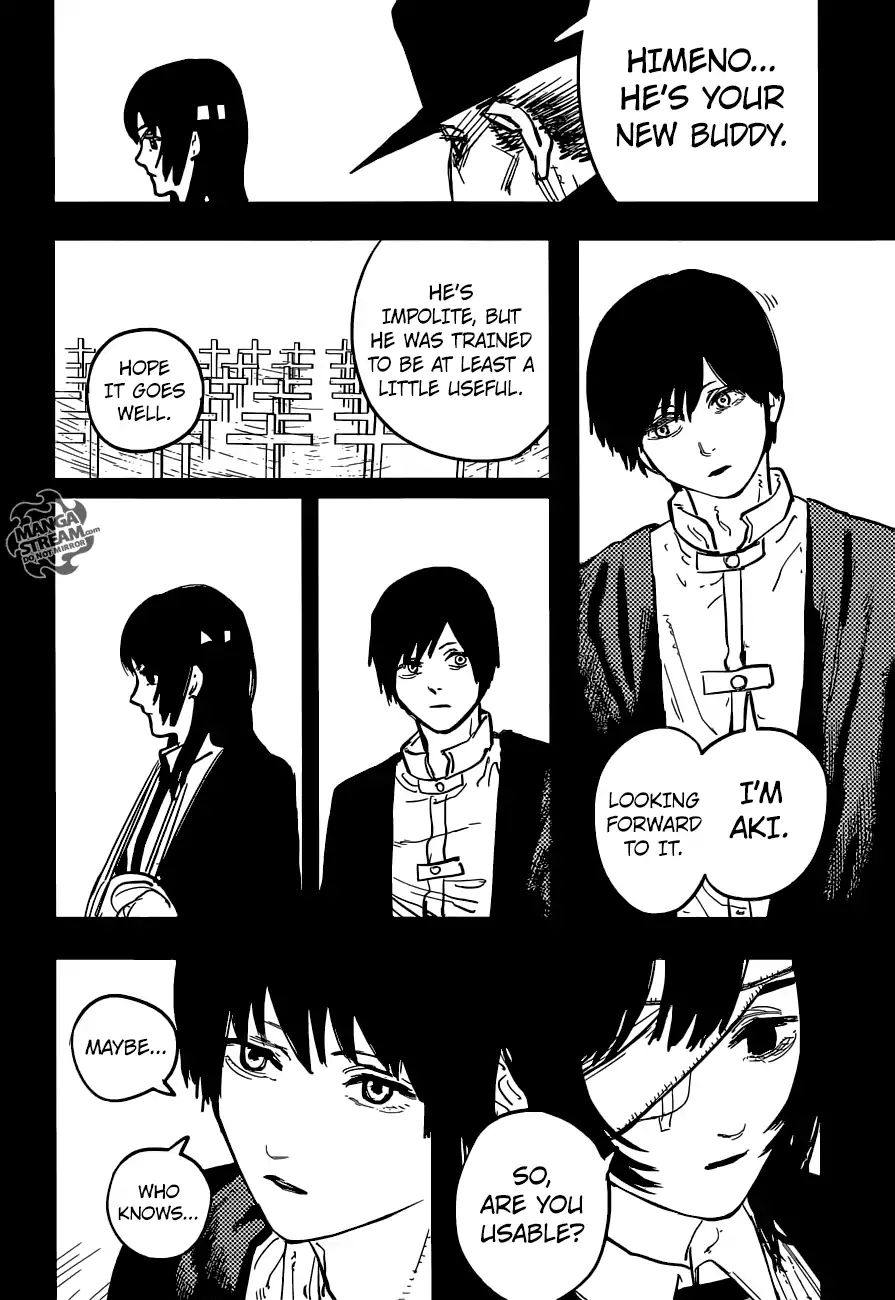 HIMENO...
HE'S YOUR
NEW BUDDY.
HE'S
IMPOLITE, BUT
HE WAS TRAINED
TO BE AT LEAST A
LITTLE USEFUL.
HOPE
IT GOES
WELL.
I'M
AKI.
LOOKING
FORWARD
TO IT.
MANGA
STREAM.com
DO NOT MIRROR
SO,
ARE YOU
USABLE?
MAYBE...
WHO
KNOWS...